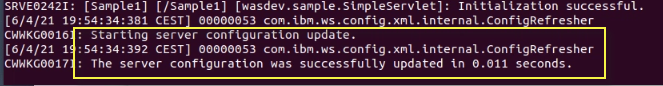 SRVE0242I: [Sample1] [/Sample1] [wasdev.sample.SimpleServlet]: Initialization successful.
[6/4/21 19:54:34:381 CEST] 00000053 com.ibm.ws.config.xml.internal.ConfigRefresher
CWWKG0016I: Starting server configuration update.
[6/4/21 19:54:34:392 CEST] 00000053 com.ibm.ws.config.xml.internal.ConfigRefresher
CWWKG0017I: The server configuration was successfully updated in 0.011 seconds.